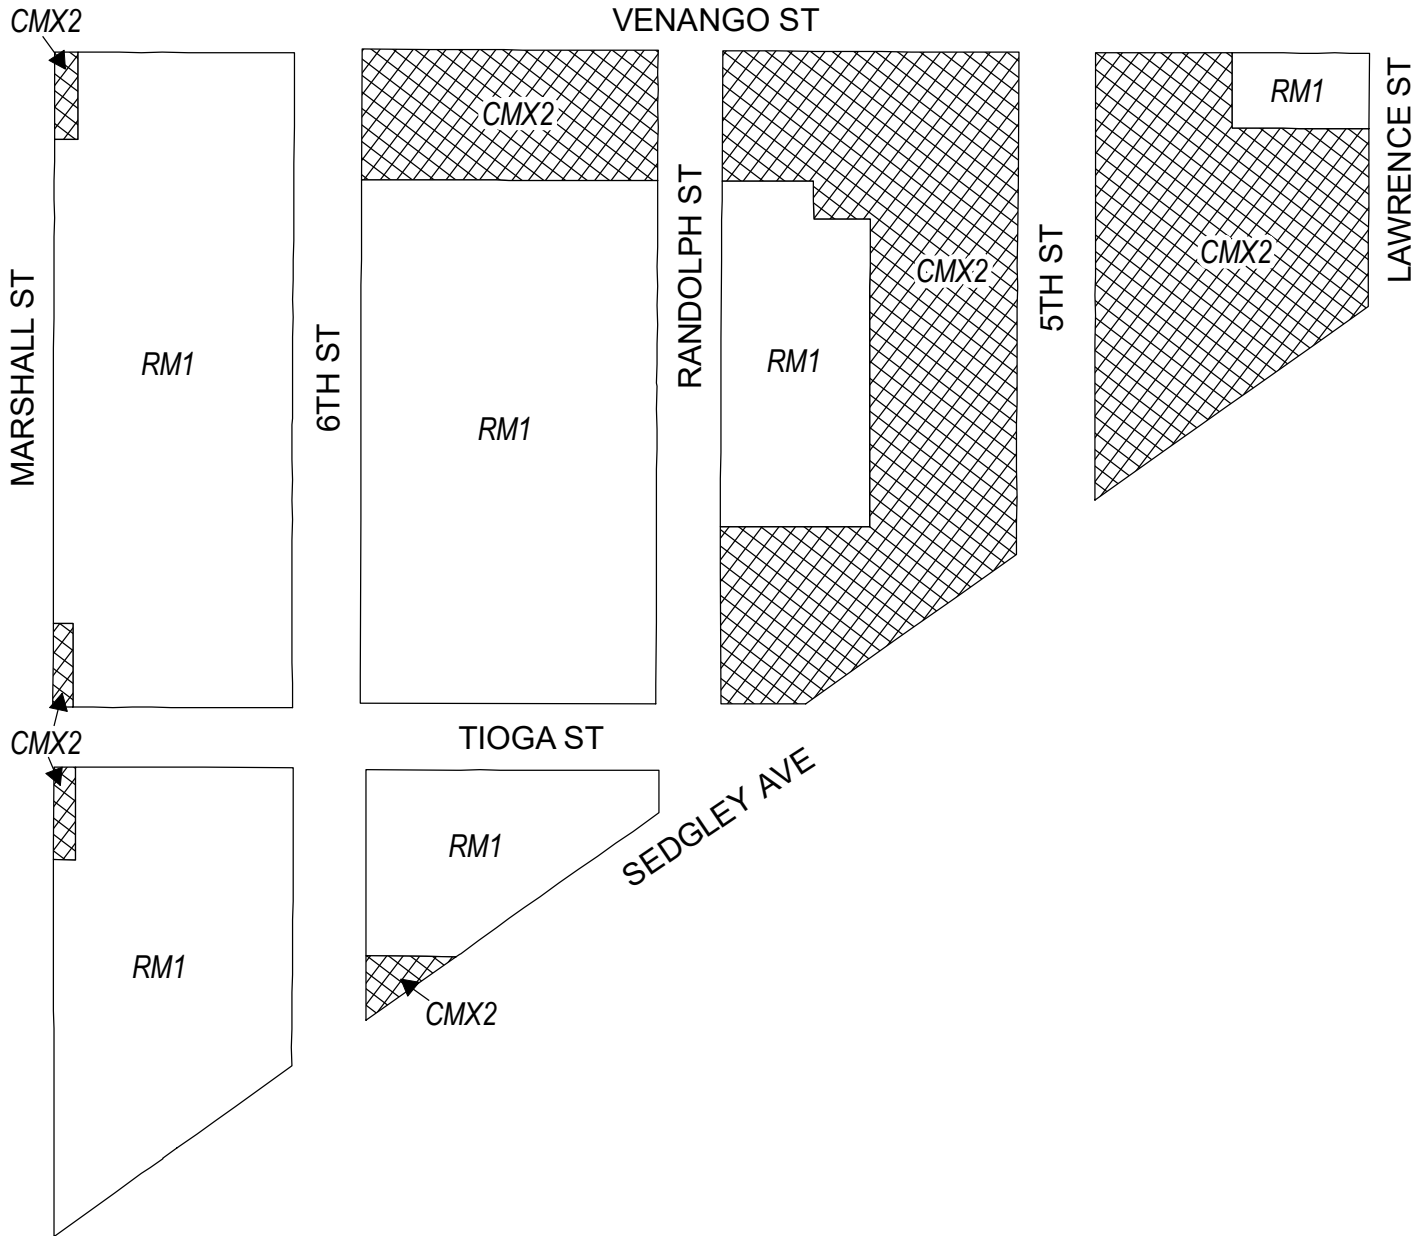 CMX2
VENANGO ST
CMX2
RM1
LAWRENCE ST
RANDOLPH ST
5TH ST
CMX2
CMX2
MARSHALL ST
6TH ST
RM1
RM1
RM1
CMX2
TIOGA ST
SEDGLEY AVE
RM1
RM1
CMX2